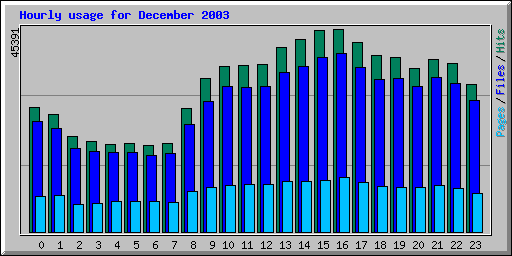 Hourly usage for December 2003
45391
Pages/Files/Hits
0 1 2 3 4 5 6 7 8 9 10 11 12 13 14 15 16 17 18 19 20 21 22 23